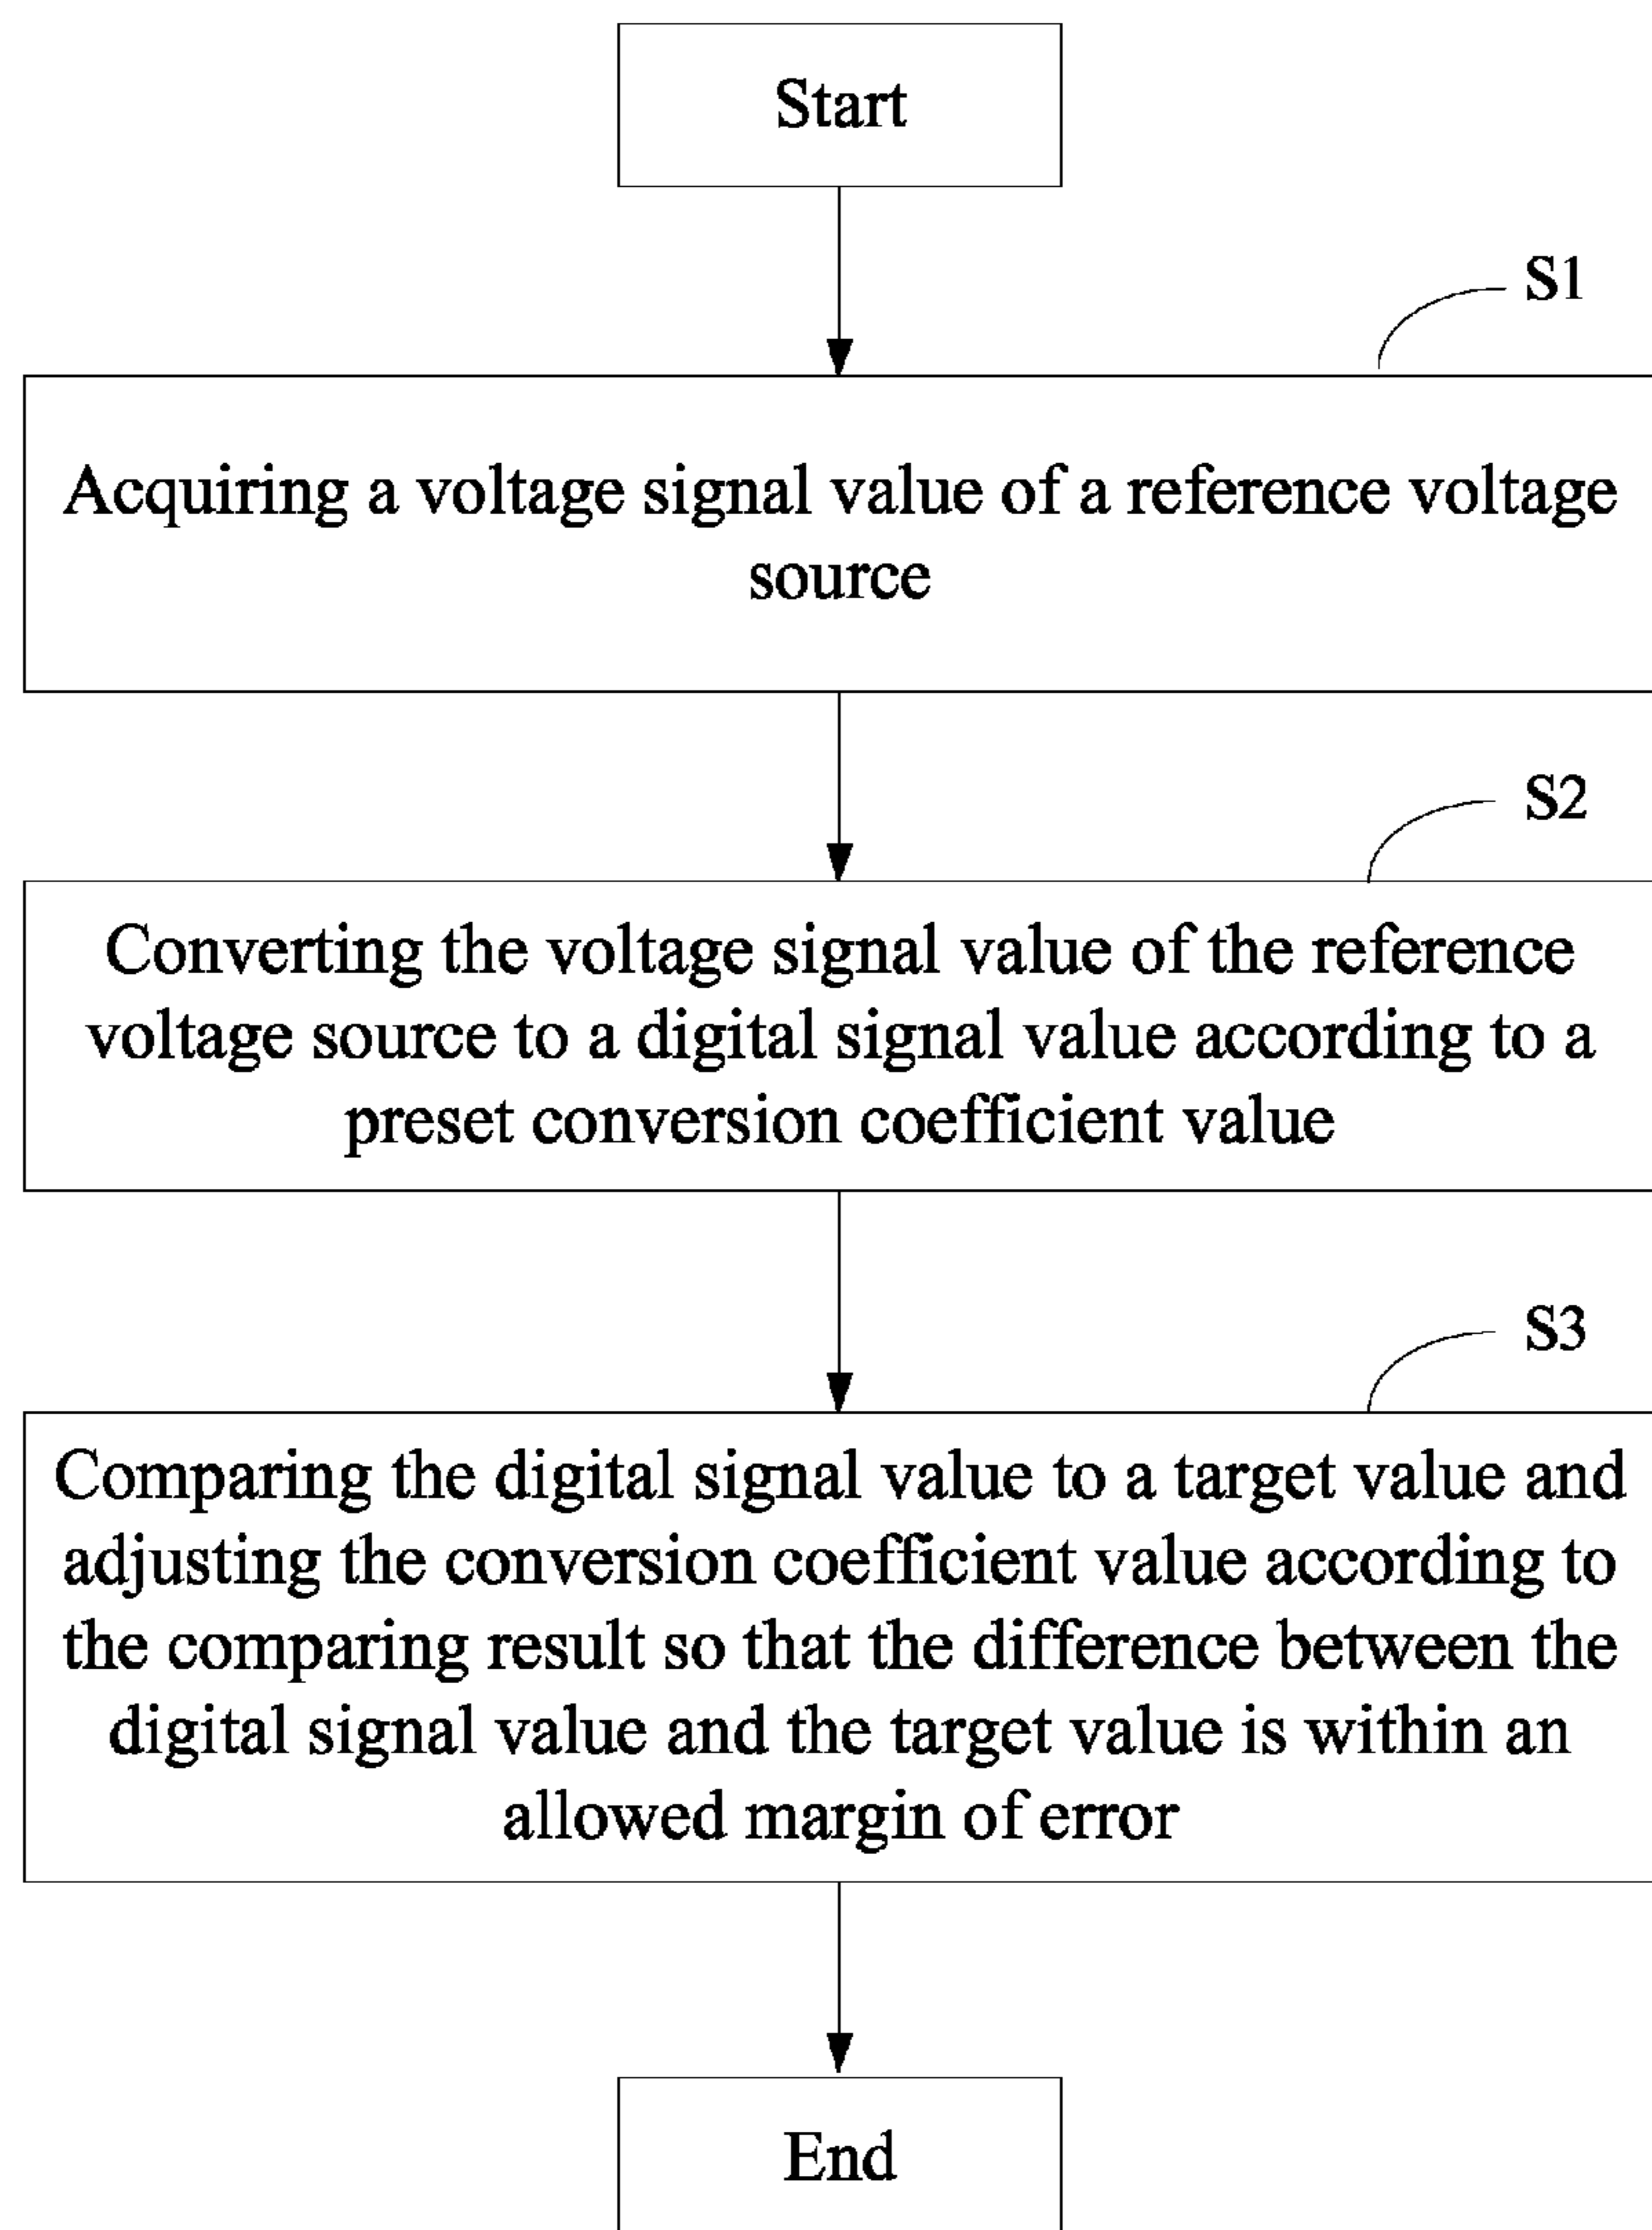 Start
S1
Acquiring a voltage signal value of a reference voltage
source
S2
Converting the voltage signal value of the reference
voltage source to a digital signal value according to a
preset conversion coefficient value
S3
Comparing the digital signal value to a target value and
adjusting the conversion coefficient value according to
the comparing result so that the difference between the
digital signal value and the target value is within an
allowed margin of error
End